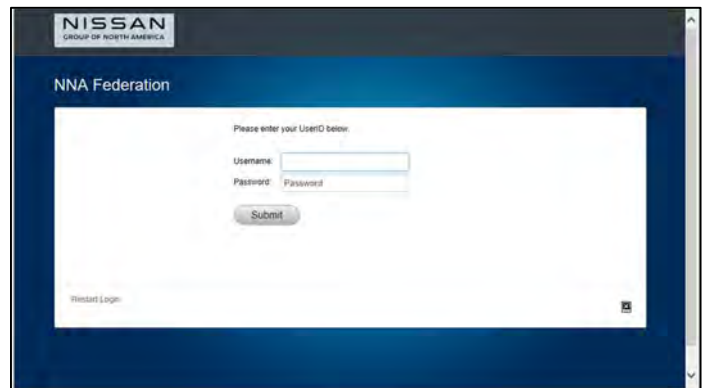 NISSAN
GROUP OF NORTH AMERICA
NNA Federation
Please enter your UserID below.
Username:
Password: Password
Submit
Restart Login